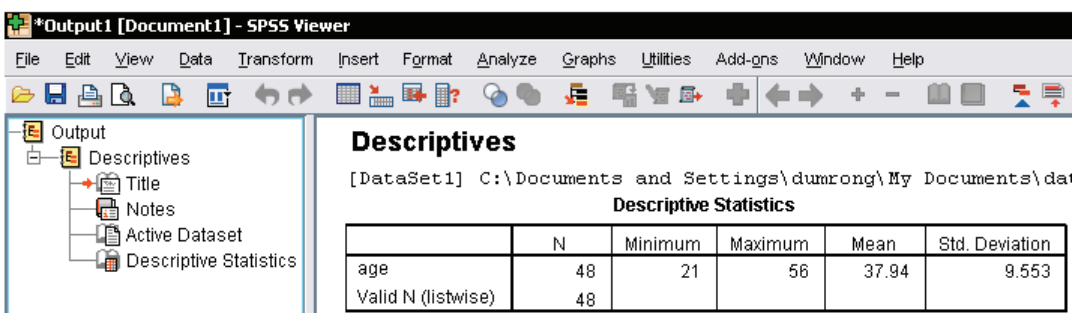 *Output1 [Document1] - SPSS Viewer
File Edit View Data Transform Insert Format Analyze Graphs Utilities Add-ons Window Help
Output
Descriptives
Title
Notes
Active Dataset
Descriptive Statistics
Descriptives
[DataSet1] C:\Documents and Settings\dumrong\My Documents\dat
Descriptive Statistics
N Minimum Maximum Mean Std. Deviation
age 48 21 56 37.94 9.553
Valid N (listwise) 48